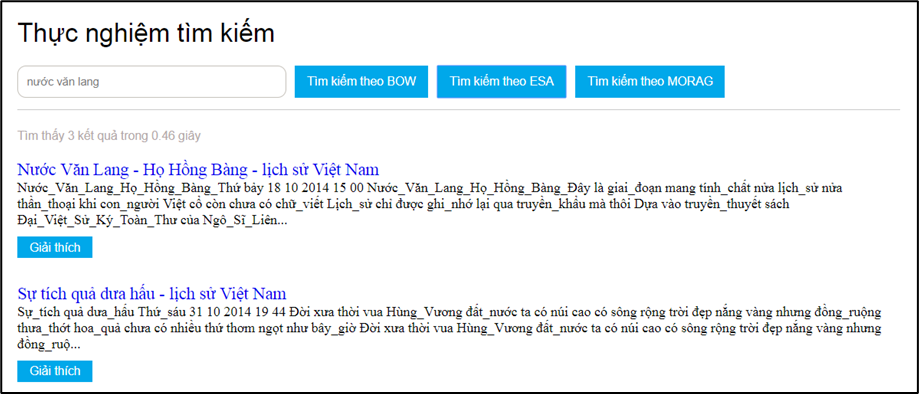 Thực nghiệm tìm kiếm
nước văn lang
Tìm kiếm theo BOW
Tìm kiếm theo ESA
Tìm kiếm theo MORAG
Tìm thấy 3 kết quả trong 0.46 giây
Nước Văn Lang - Họ Hồng Bàng - lịch sử Việt Nam
Nước_Văn_Lang_Họ_Hồng_Bàng_Thứ bảy 18 10 2014 15 00 Nước_Văn_Lang_Họ_Hồng_Bàng_Đây là giai_đoạn mang tính_chất nửa lịch_sử nửa
thần_thoại khi con_người Việt cổ còn chưa có chữ_viết Lịch_sử chỉ được ghi_nhớ lại qua truyền_khẩu mà thôi Dựa vào truyền_thuyết sách
Đại_Việt_Sử_Ký_Toàn_Thư của Ngô_Sĩ_Liên...
Giải thích
Sự tích quả dưa hấu - lịch sử Việt Nam
Sự_tích quả dưa_hấu Thứ_sáu 31 10 2014 19 44 Đời xưa thời vua Hùng_Vương đất_nước ta có núi cao có sông rộng trời đẹp nắng vàng nhưng đồng_ruộng
thưa_thớt hoa_quả chưa có nhiều thứ thơm ngọt như bây_giờ Đời xưa thời vua Hùng_Vương đất_nước ta có núi cao có sông rộng trời đẹp nắng vàng nhưng
đồng_ruộ...
Giải thích